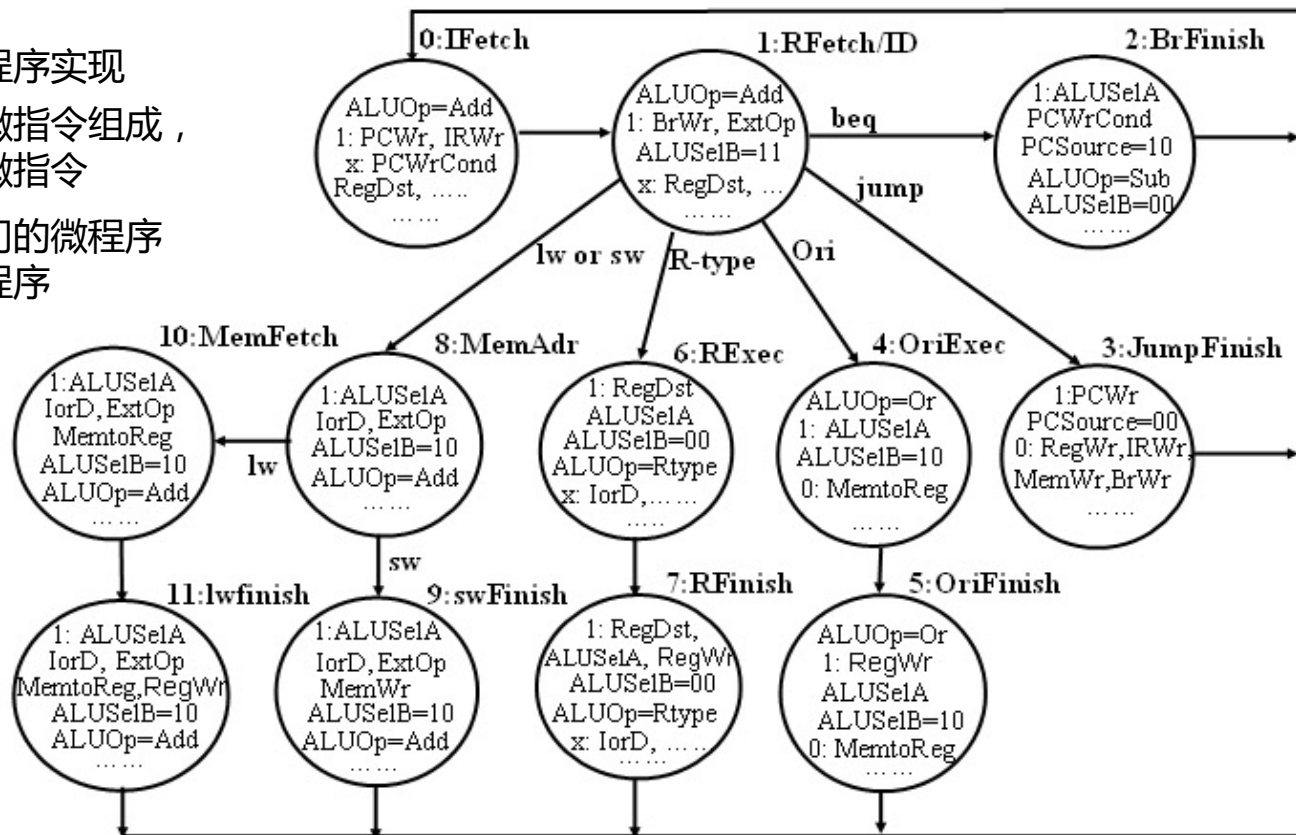 程序实现
微指令组成，
微指令
们的微程序
程序
0:IFetch
ALUOp=Add
1: PCWr, IRWr
x: PCWrCond
RegDst, .....
... ...
1:RFetch/ID
ALUOp=Add
1: BrWr, ExtOp
ALUSelB=11
x: RegDst, ...
... ...
beq
jump
2:BrFinish
1:ALUSelA
PCWrCond
PCSource=10
ALUOp=Sub
ALUSelB=00
... ...
lw or sw
R-type
Ori
10:MemFetch
1:ALUSelA
IorD,ExtOp
MemtoReg
ALUSelB=10
ALUOp=Add
... ...
lw
8:MemAdr
1:ALUSelA
IorD,ExtOp
ALUSelB=10
ALUOp=Add
... ...
sw
6:RExec
1: RegDst
ALUSelA
ALUSelB=00
ALUOp=Rtype
x: IorD,... ...
.....
4:OriExec
ALUOp=Or
1: ALUSelA
ALUSelB=10
0: MemtoReg
... ...
3:JumpFinish
1:PCWr
PCSource=00
0: RegWr,IRWr,
MemWr,BrWr
... ...
11:lwfinish
1: ALUSelA
IorD, ExtOp
MemtoReg,RegWr
ALUSelB=10
ALUOp=Add
... ...
9:swFinish
1:ALUSelA
IorD,ExtOp
MemWr
ALUSelB=10
ALUOp=Add
... ...
7:RFinish
1: RegDst,
ALUSelA, RegWr
ALUSelB=00
ALUOp=Rtype
x: IorD, .....
... ...
5:OriFinish
ALUOp=Or
1: RegWr
ALUSelA
ALUSelB=10
0: MemtoReg
... ...